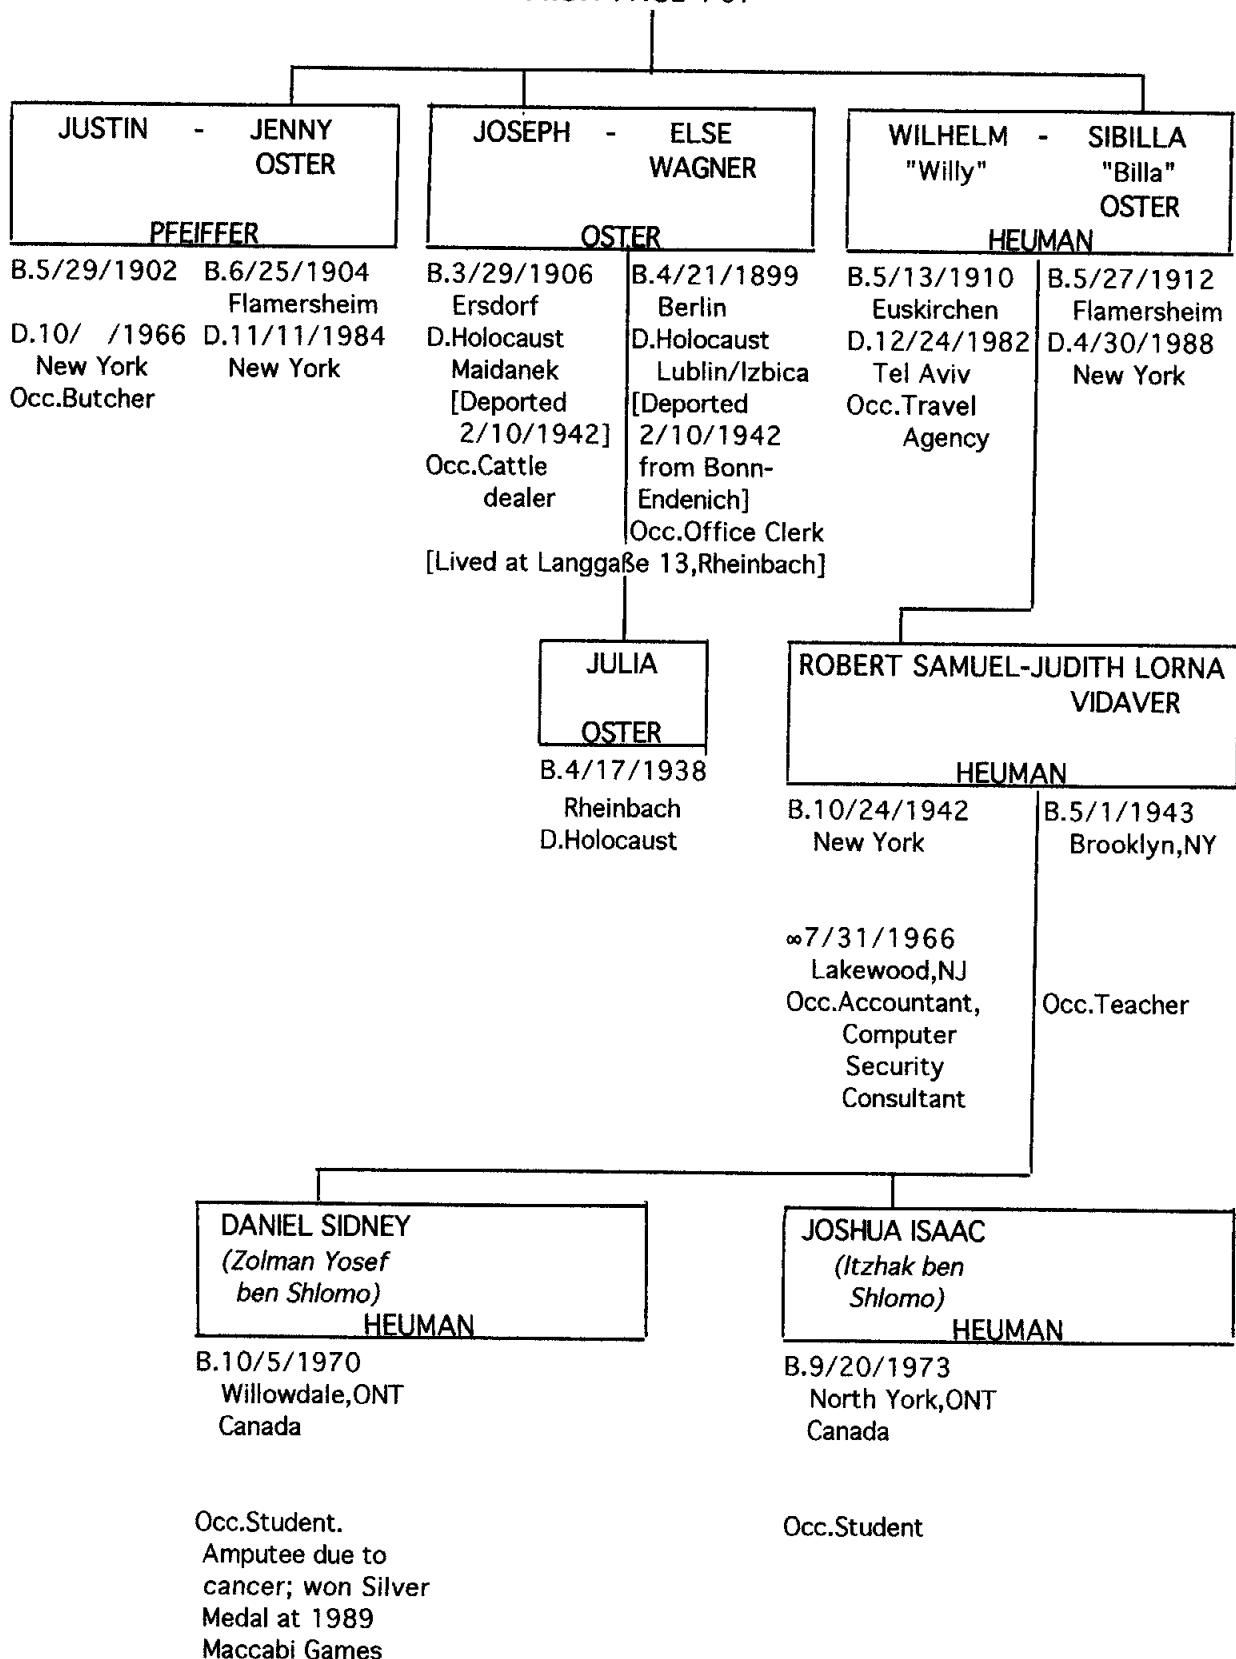 JUSTIN - JENNY
OSTER
PFEIFFER
B.5/29/1902 B.6/25/1904
Flamersheim
D.10/ /1966 D.11/11/1984
New York New York
Occ.Butcher
JOSEPH - ELSE
WAGNER
OSTER
B.3/29/1906 B.4/21/1899
Ersdorf Berlin
D.Holocaust D.Holocaust
Maidanek Lublin/Izbica
[Deported [Deported
2/10/1942] 2/10/1942
Occ.Cattle from Bonn-
dealer Endenich]
Occ.Office Clerk
[Lived at Langgaße 13,Rheinbach]
WILHELM - SIBILLA
"Willy" "Billa"
OSTER
HEUMAN
B.5/13/1910 B.5/27/1912
Euskirchen Flamersheim
D.12/24/1982 D.4/30/1988
Tel Aviv New York
Occ.Travel
Agency
JULIA
OSTER
B.4/17/1938
Rheinbach
D.Holocaust
ROBERT SAMUEL-JUDITH LORNA
VIDAVER
HEUMAN
B.10/24/1942 B.5/1/1943
New York Brooklyn,NY
∞7/31/1966
Lakewood,NJ
Occ.Accountant, Occ.Teacher
Computer
Security
Consultant
DANIEL SIDNEY
(Zolman Yosef
ben Shlomo)
HEUMAN
B.10/5/1970
Willowdale,ONT
Canada
Occ.Student.
Amputee due to
cancer; won Silver
Medal at 1989
Maccabi Games
JOSHUA ISAAC
(Itzhak ben
Shlomo)
HEUMAN
B.9/20/1973
North York,ONT
Canada
Occ.Student